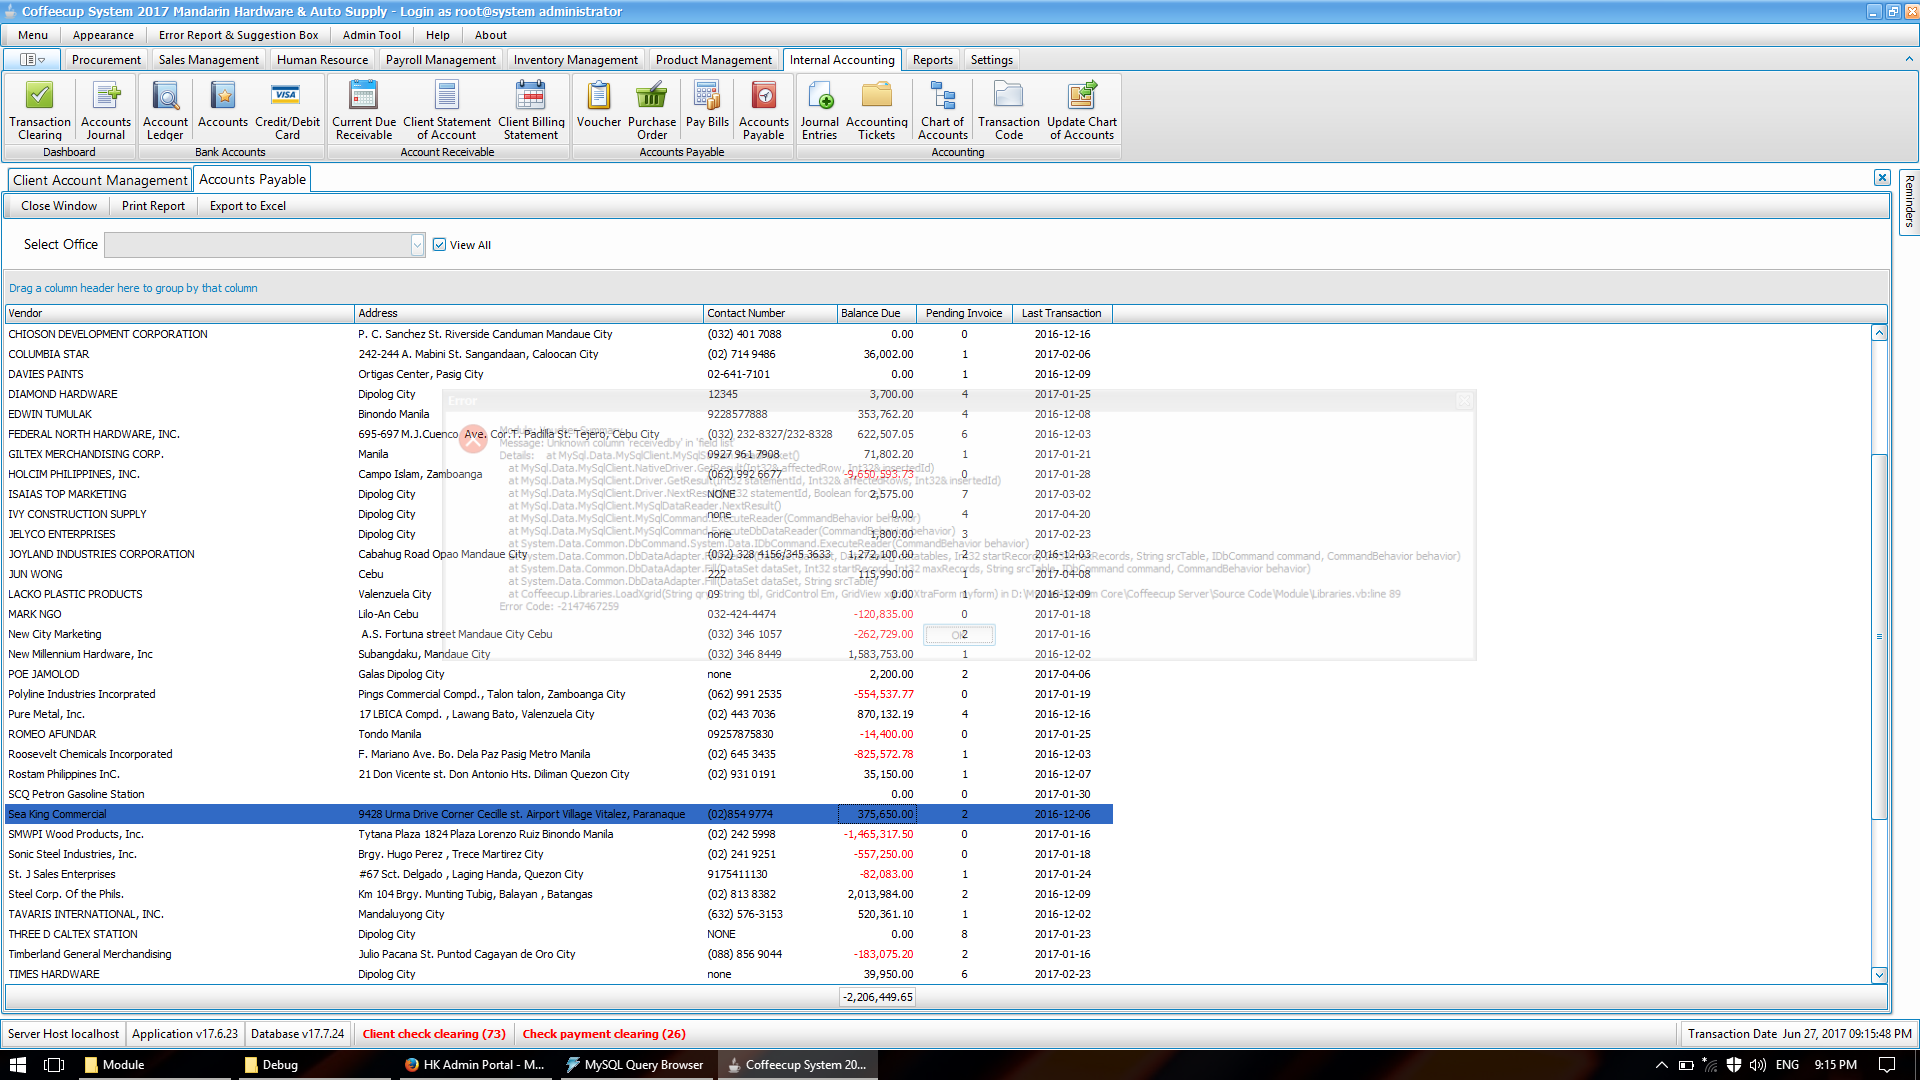 Coffeecup System 2017 Mandarin Hardware & Auto Supply - Login as root@system administrator
Menu Appearance Error Report & Suggestion Box Admin Tool Help About
Procurement Sales Management Human Resource Payroll Management Inventory Management Product Management Internal Accounting Reports Settings
Transaction Clearing Accounts Journal Account Ledger Accounts VISA Credit/Debit Card Current Due Receivable Client Statement of Account Client Billing Statement Voucher Purchase Order Pay Bills Accounts Payable Journal Entries Accounting Tickets Chart of Accounts Transaction Code Update Chart of Accounts
Dashboard Bank Accounts Account Receivable Accounts Payable Accounting
Client Account Management Accounts Payable
Reminders
Close Window Print Report Export to Excel
Select Office View All
Drag a column header here to group by that column
Vendor Address Contact Number Balance Due Pending Invoice Last Transaction
CHIOSON DEVELOPMENT CORPORATION P. C. Sanchez St. Riverside Canduman Mandaue City (032) 401 7088 0.00 0 2016-12-16
COLUMBIA STAR 242-244 A. Mabini St. Sangandaan, Caloocan City (02) 714 9486 36,002.00 1 2017-02-06
DAVIES PAINTS Ortigas Center, Pasig City 02-641-7101 0.00 1 2016-12-09
DIAMOND HARDWARE Dipolog City 12345 3,700.00 4 2017-01-25
EDWIN TUMULAK Binondo Manila 9228577888 353,762.20 4 2016-12-08
FEDERAL NORTH HARDWARE, INC. 695-697 M.J.Cuenco Ave. Cor.T. Padilla St. Tejero, Cebu City (032) 232-8327/232-8328 622,507.05 6 2016-12-03
GILTEX MERCHANDISING CORP. Manila 0927 961 7908 71,802.20 1 2017-01-21
HOLCIM PHILIPPINES, INC. Campo Islam, Zamboanga (062) 992 6677 -9,650,593.73 0 2017-01-28
ISAIAS TOP MARKETING Dipolog City NONE 2,575.00 7 2017-03-02
IVY CONSTRUCTION SUPPLY Dipolog City none 0.00 4 2017-04-20
JELYCO ENTERPRISES Dipolog City none 1,800.00 3 2017-02-23
JOYLAND INDUSTRIES CORPORATION Cabahug Road Opao Mandaue City (032) 328 4156/345 3633 1,272,100.00 2 2016-12-03
JUN WONG Cebu 222 115,990.00 1 2017-04-08
LACKO PLASTIC PRODUCTS Valenzuela City 09 0.00 1 2016-12-09
MARK NGO Lilo-An Cebu 032-424-4474 -120,835.00 0 2017-01-18
New City Marketing A.S. Fortuna street Mandaue City Cebu (032) 346 1057 -262,729.00 2 2017-01-16
New Millennium Hardware, Inc Subangdaku, Mandaue City (032) 346 8449 1,583,753.00 1 2016-12-02
POE JAMOLOD Galas Dipolog City none 2,200.00 2 2017-04-06
Polyline Industries Incorporated Pings Commercial Compd., Talon talon, Zamboanga City (062) 991 2535 -554,537.77 0 2017-01-19
Pure Metal, Inc. 17 LBICA Compd. , Lawang Bato, Valenzuela City (02) 443 7036 870,132.19 4 2016-12-16
ROMEO AFUNDAR Tondo Manila 09257875830 -14,400.00 0 2017-01-25
Roosevelt Chemicals Incorporated F. Mariano Ave. Bo. Dela Paz Pasig Metro Manila (02) 645 3435 -825,572.78 1 2016-12-03
Rostam Philippines InC. 21 Don Vicente st. Don Antonio Hts. Diliman Quezon City (02) 931 0191 35,150.00 1 2016-12-07
SCQ Petron Gasoline Station 0.00 0 2017-01-30
Sea King Commercial 9428 Urma Drive Corner Cecille st. Airport Village Vitalez, Paranaque (02)854 9774 375,650.00 2 2016-12-06
SMWPI Wood Products, Inc. Tytana Plaza 1824 Plaza Lorenzo Ruiz Binondo Manila (02) 242 5998 -1,465,317.50 0 2017-01-16
Sonic Steel Industries, Inc. Brgy. Hugo Perez , Trece Martirez City (02) 241 9251 -557,250.00 0 2017-01-18
St. J Sales Enterprises #67 Sct. Delgado , Laging Handa, Quezon City 9175411130 -82,083.00 1 2017-01-24
Steel Corp. Of the Phils. Km 104 Brgy. Munting Tubig, Balayan , Batangas (02) 813 8382 2,013,984.00 2 2016-12-09
TAVARIS INTERNATIONAL, INC. Mandaluyong City (632) 576-3153 520,361.10 1 2016-12-02
THREE D CALTEX STATION Dipolog City NONE 0.00 8 2017-01-23
Timberland General Merchandising Julio Pacana St. Puntod Cagayan de Oro City (088) 856 9044 -183,075.20 2 2017-01-16
TIMES HARDWARE Dipolog City none 39,950.00 6 2017-02-23
-2,206,449.65
Error
Module: Voucher Summary
Message: Unknown column 'receivedby' in 'field list'
Details: at MySql.Data.MySqlClient.
at MySql.Data.MySqlClient.NativeDriver.GetResult(Int32& affectedRow, Int32& insertedId)
at MySql.Data.MySqlClient.Driver.GetResult(Int32 statementId, Int32& affectedRows, Int32& insertedId)
at MySql.Data.MySqlClient.Driver.NextResult(Int32 statementId, Boolean force)
at MySql.Data.MySqlClient.MySqlDataReader.NextResult()
at MySql.Data.MySqlClient.MySqlCommand.ExecuteReader(CommandBehavior behavior)
at MySql.Data.MySqlClient.MySqlCommand.ExecuteDbDataReader(CommandBehavior behavior)
at System.Data.Common.DbCommand.System.Data.IDbCommand.ExecuteReader(CommandBehavior behavior)
at System.Data.Common.DbDataAdapter. Int32 startRecord, String srcTable, IDbCommand command, CommandBehavior behavior)
at System.Data.Common.DbDataAdapter.Fill(DataSet dataSet, Int32 startRecord, Int32 maxRecords, String srcTable, IDbCommand command, CommandBehavior behavior)
at System.Data.Common.DbDataAdapter.Fill(DataSet dataSet, String srcTable)
at Coffeecup.Libraries.LoadXgrid(String qry, String tbl, GridControl Em, GridView Core\Coffeecup Server\Source Code\Module\Libraries.vb:line 89
Error Code: -2147467259
Server Host localhost Application v17.6.23 Database v17.7.24 Client check clearing (73) Check payment clearing (26) Transaction Date Jun 27, 2017 09:15:48 PM
Module Debug HK Admin Portal - M... MySQL Query Browser Coffeecup System 20... ENG 9:15 PM